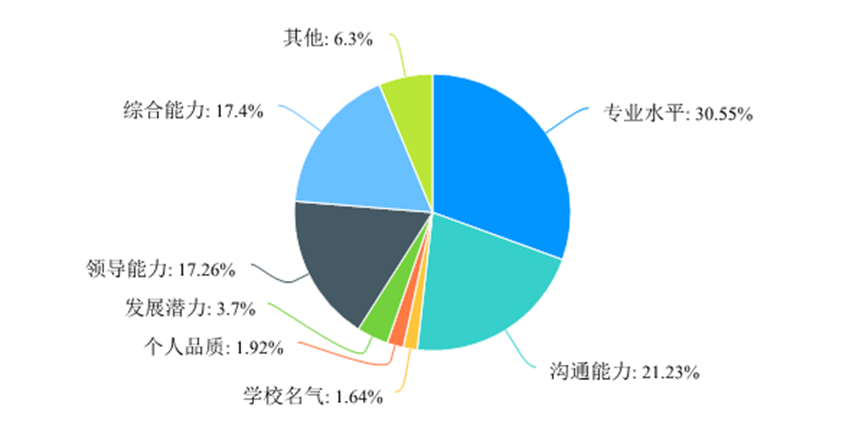 其他: 6.3%
综合能力: 17.4%
专业水平: 30.55%
领导能力: 17.26%
发展潜力: 3.7%
个人品质: 1.92%
沟通能力: 21.23%
学校名气: 1.64%